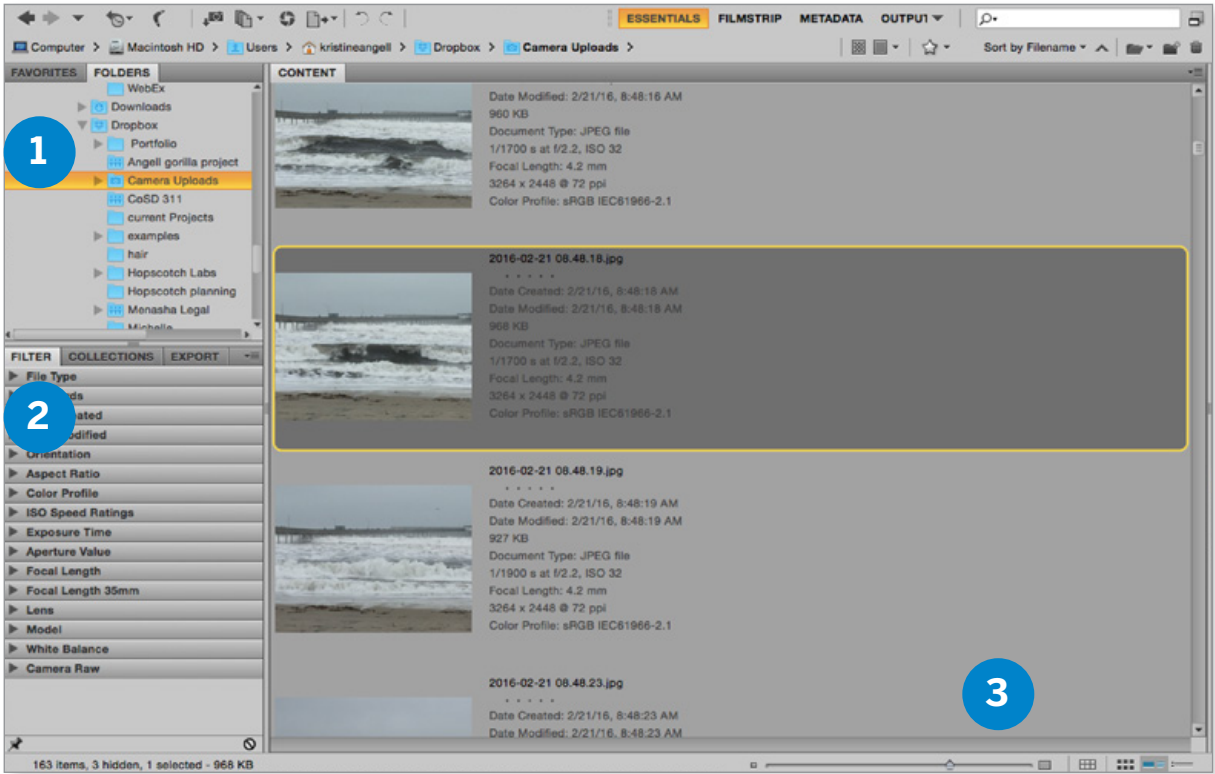 ESSENTIALS FILMSTRIP METADATA OUTPUT
Computer > Macintosh HD > Users > kristineangell > Dropbox > Camera Uploads >
Sort by Filename
FAVORITES FOLDERS
WebEx
Downloads
Dropbox
Portfolio
Angell gorilla project
Camera Uploads
CoSD 311
current Projects
examples
hair
Hopscotch Labs
Hopscotch planning
Menasha Legal
Michelle
1
FILTER COLLECTIONS EXPORT
File Type
ds
ated
odified
Orientation
Aspect Ratio
Color Profile
ISO Speed Ratings
Exposure Time
Aperture Value
Focal Length
Focal Length 35mm
Lens
Model
White Balance
Camera Raw
2
CONTENT
Date Modified: 2/21/16, 8:48:16 AM
960 KB
Document Type: JPEG file
1/1700 s at f/2.2, ISO 32
Focal Length: 4.2 mm
3264 x 2448 @ 72 ppi
Color Profile: sRGB IEC61966-2.1
2016-02-21 08.48.18.jpg
Date Created: 2/21/16, 8:48:18 AM
Date Modified: 2/21/16, 8:48:18 AM
968 KB
Document Type: JPEG file
1/1700 s at f/2.2, ISO 32
Focal Length: 4.2 mm
3264 x 2448 @ 72 ppi
Color Profile: sRGB IEC61966-2.1
2016-02-21 08.48.19.jpg
Date Created: 2/21/16, 8:48:19 AM
Date Modified: 2/21/16, 8:48:19 AM
927 KB
Document Type: JPEG file
1/1900 s at f/2.2, ISO 32
Focal Length: 4.2 mm
3264 x 2448 @ 72 ppi
Color Profile: sRGB IEC61966-2.1
2016-02-21 08.48.23.jpg
Date Created: 2/21/16, 8:48:23 AM
Date Modified: 2/21/16, 8:48:23 AM
3
163 items, 3 hidden, 1 selected - 968 KB